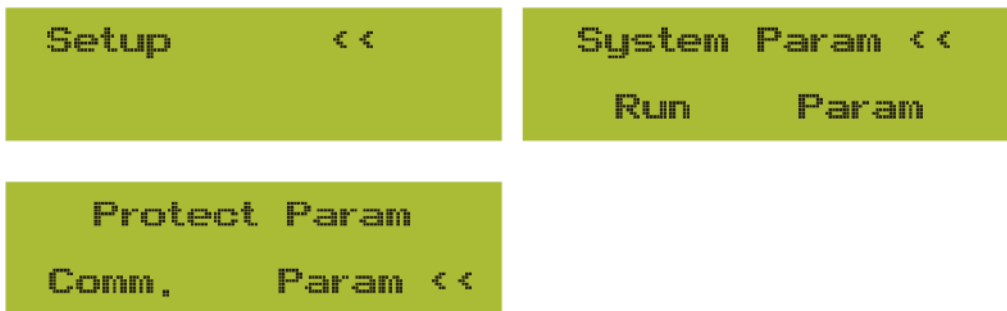 Setup <<
System Param <<
Run Param
Protect Param
Comm. Param <<